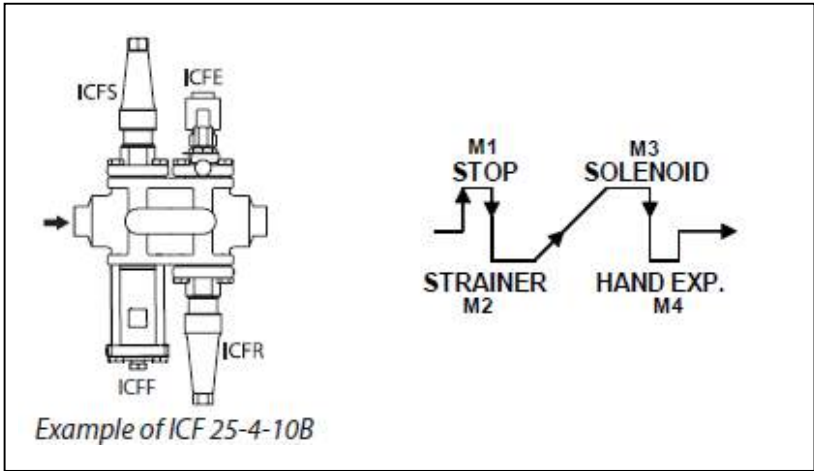 ICFS
ICFE
ICFF
ICFR
Example of ICF 25-4-10B
M1
STOP
M3
SOLENOID
STRAINER
M2
HAND EXP.
M4